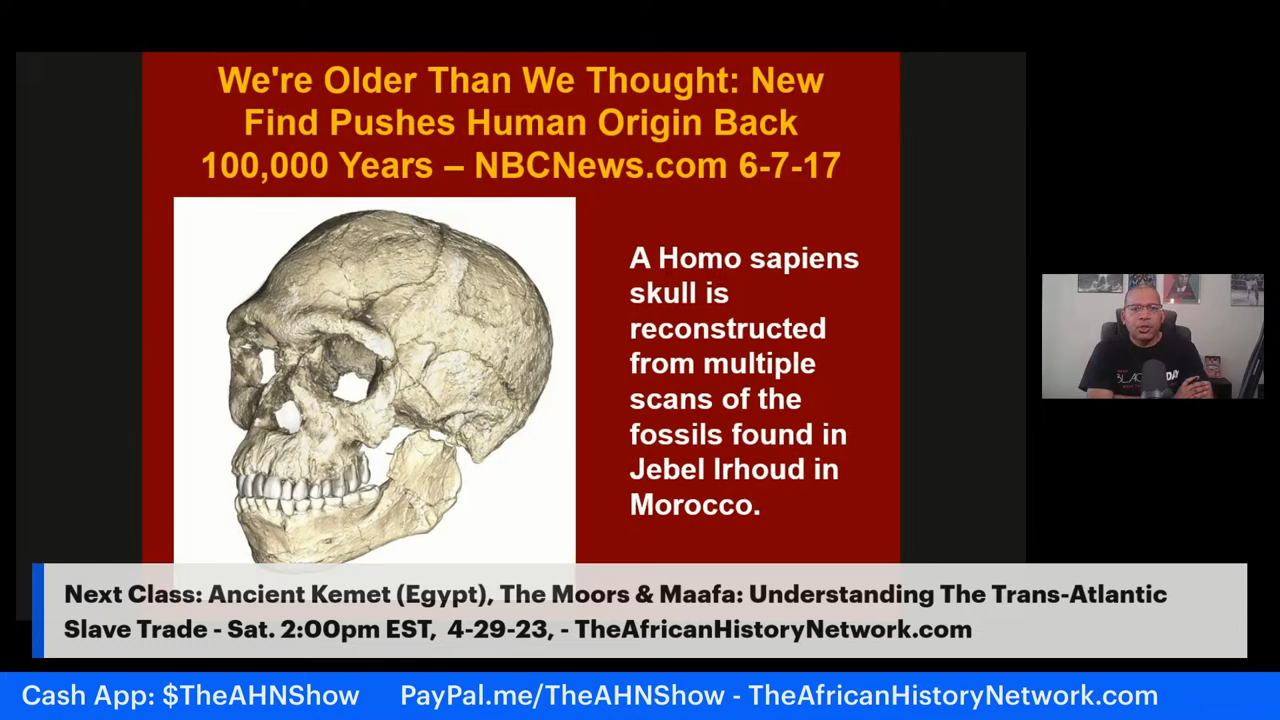 We're Older Than We Thought: New
Find Pushes Human Origin Back
100,000 Years – NBCNews.com 6-7-17
A Homo sapiens
skull is
reconstructed
from multiple
scans of the
fossils found in
Jebel Irhoud in
Morocco.
Next Class: Ancient Kemet (Egypt), The Moors & Maafa: Understanding The Trans-Atlantic
Slave Trade - Sat. 2:00pm EST,  4-29-23, - TheAfricanHistoryNetwork.com
Cash App: $TheAHNShow PayPal.me/TheAHNShow - TheAfricanHistoryNetwork.com